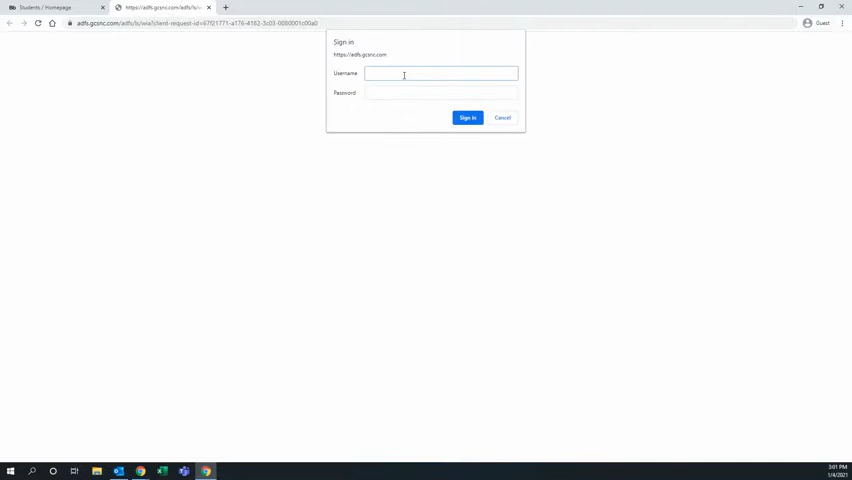 Bb Students / Homepage
https://adfs.gcsnc.com/adfs/ls/w
adfs.gcsnc.com/adfs/ls/wia?client-request-id=67f21771-a176-4182-3c03-0080001c00a0
Guest
Sign in
https://adfs.gcsnc.com
Username
Password
Sign in
Cancel
3:01 PM
1/4/2021